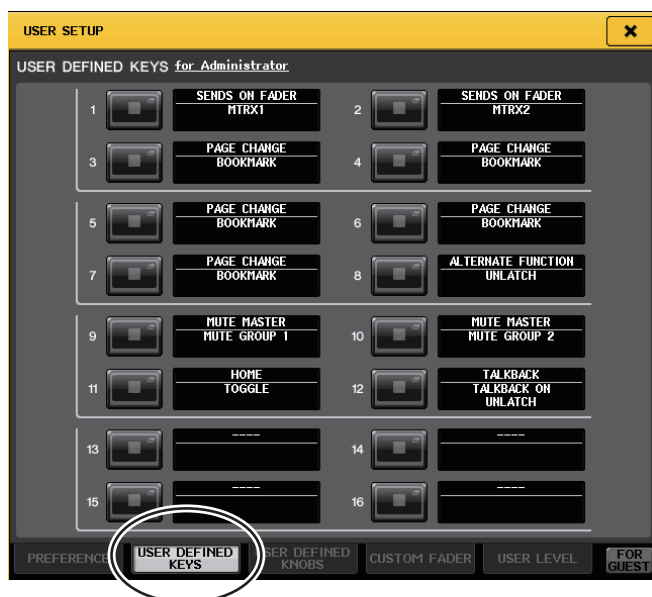 USER SETUP
USER DEFINED KEYS for Administrator
1 SENDS ON FADER
MTRX1
2 SENDS ON FADER
MTRX2
3 PAGE CHANGE
BOOKMARK
4 PAGE CHANGE
BOOKMARK
5 PAGE CHANGE
BOOKMARK
6 PAGE CHANGE
BOOKMARK
7 PAGE CHANGE
BOOKMARK
8 ALTERNATE FUNCTION
UNLATCH
9 MUTE MASTER
MUTE GROUP 1
10 MUTE MASTER
MUTE GROUP 2
11 HOME
TOGGLE
12 TALKBACK
TALKBACK ON
UNLATCH
13 ----
14 ----
15 ----
16 ----
PREFERENCE
USER DEFINED
KEYS
USER DEFINED
KNOBS
CUSTOM FADER
USER LEVEL
FOR
GUEST